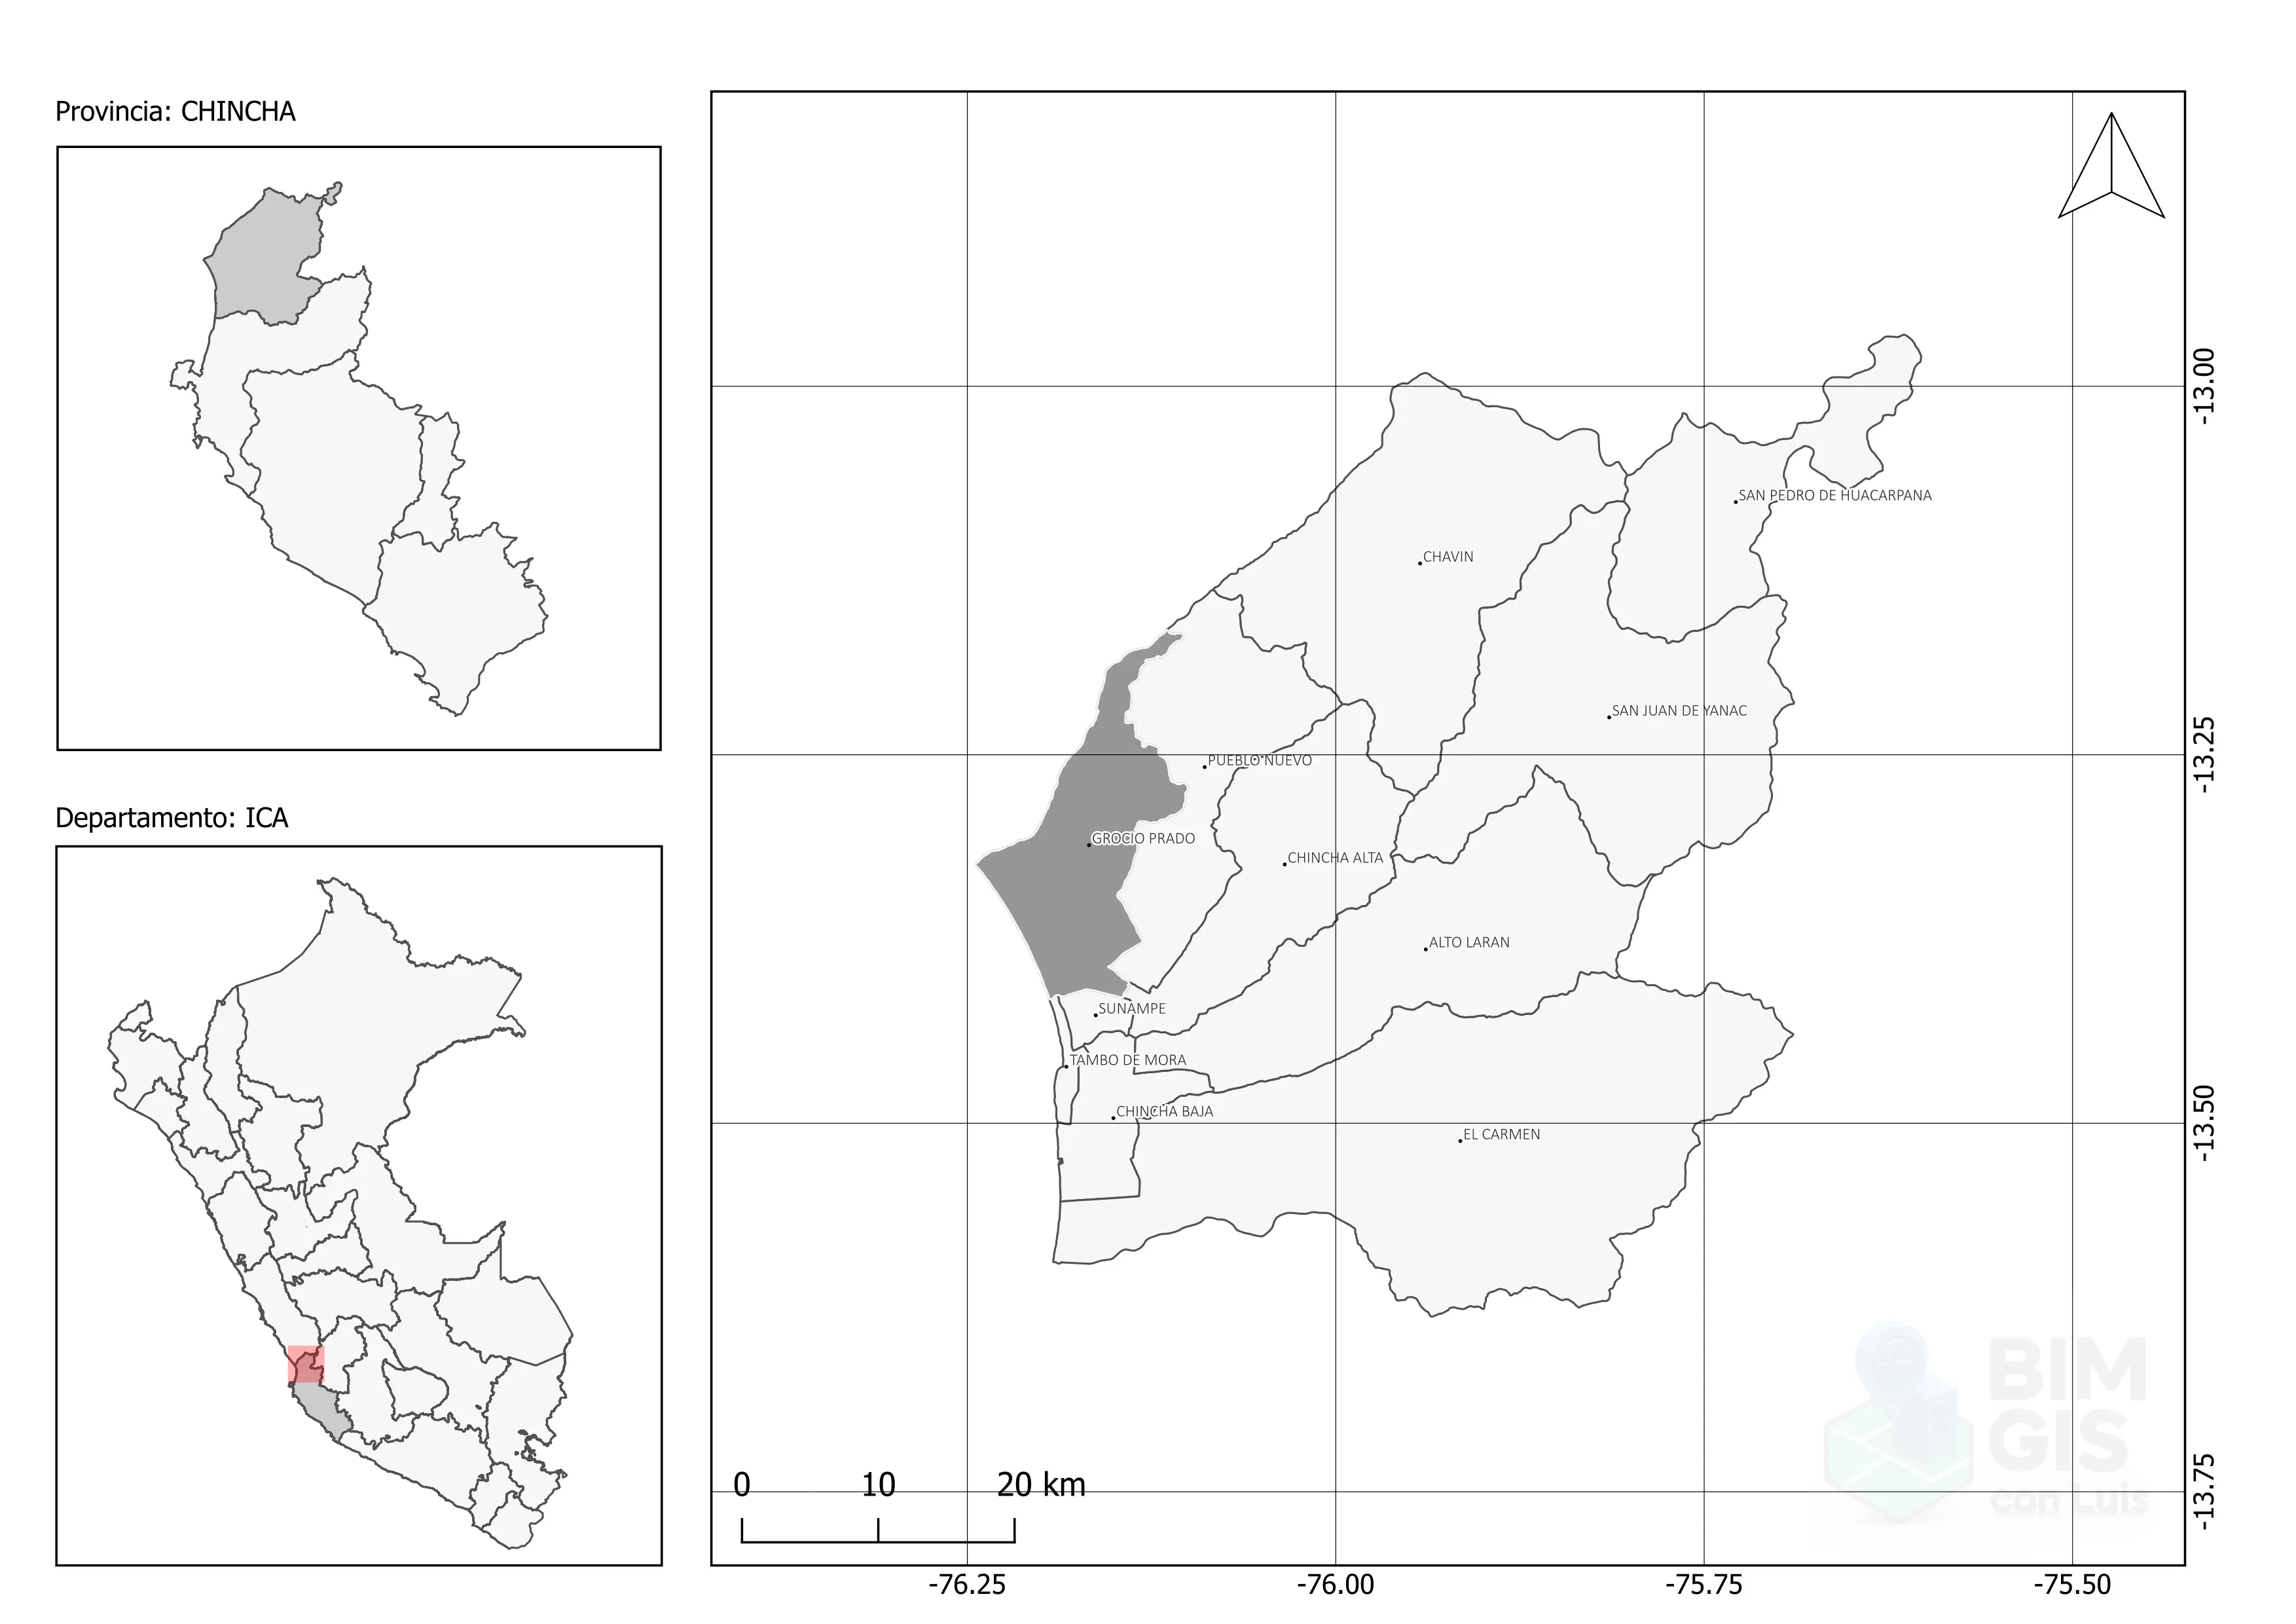 Provincia: CHINCHA
Departamento: ICA
SAN PEDRO DE HUACARPANA
CHAVIN
SAN JUAN DE YANAC
PUEBLO NUEVO
GROCIO PRADO
CHINCHA ALTA
ALTO LARAN
SUNAMPE
TAMBO DE MORA
CHINCHA BAJA
EL CARMEN
-13.00
-13.25
-13.50
-13.75
0 10 20 km
-76.25 -76.00 -75.75 -75.50
BIM
GIS
con Luis